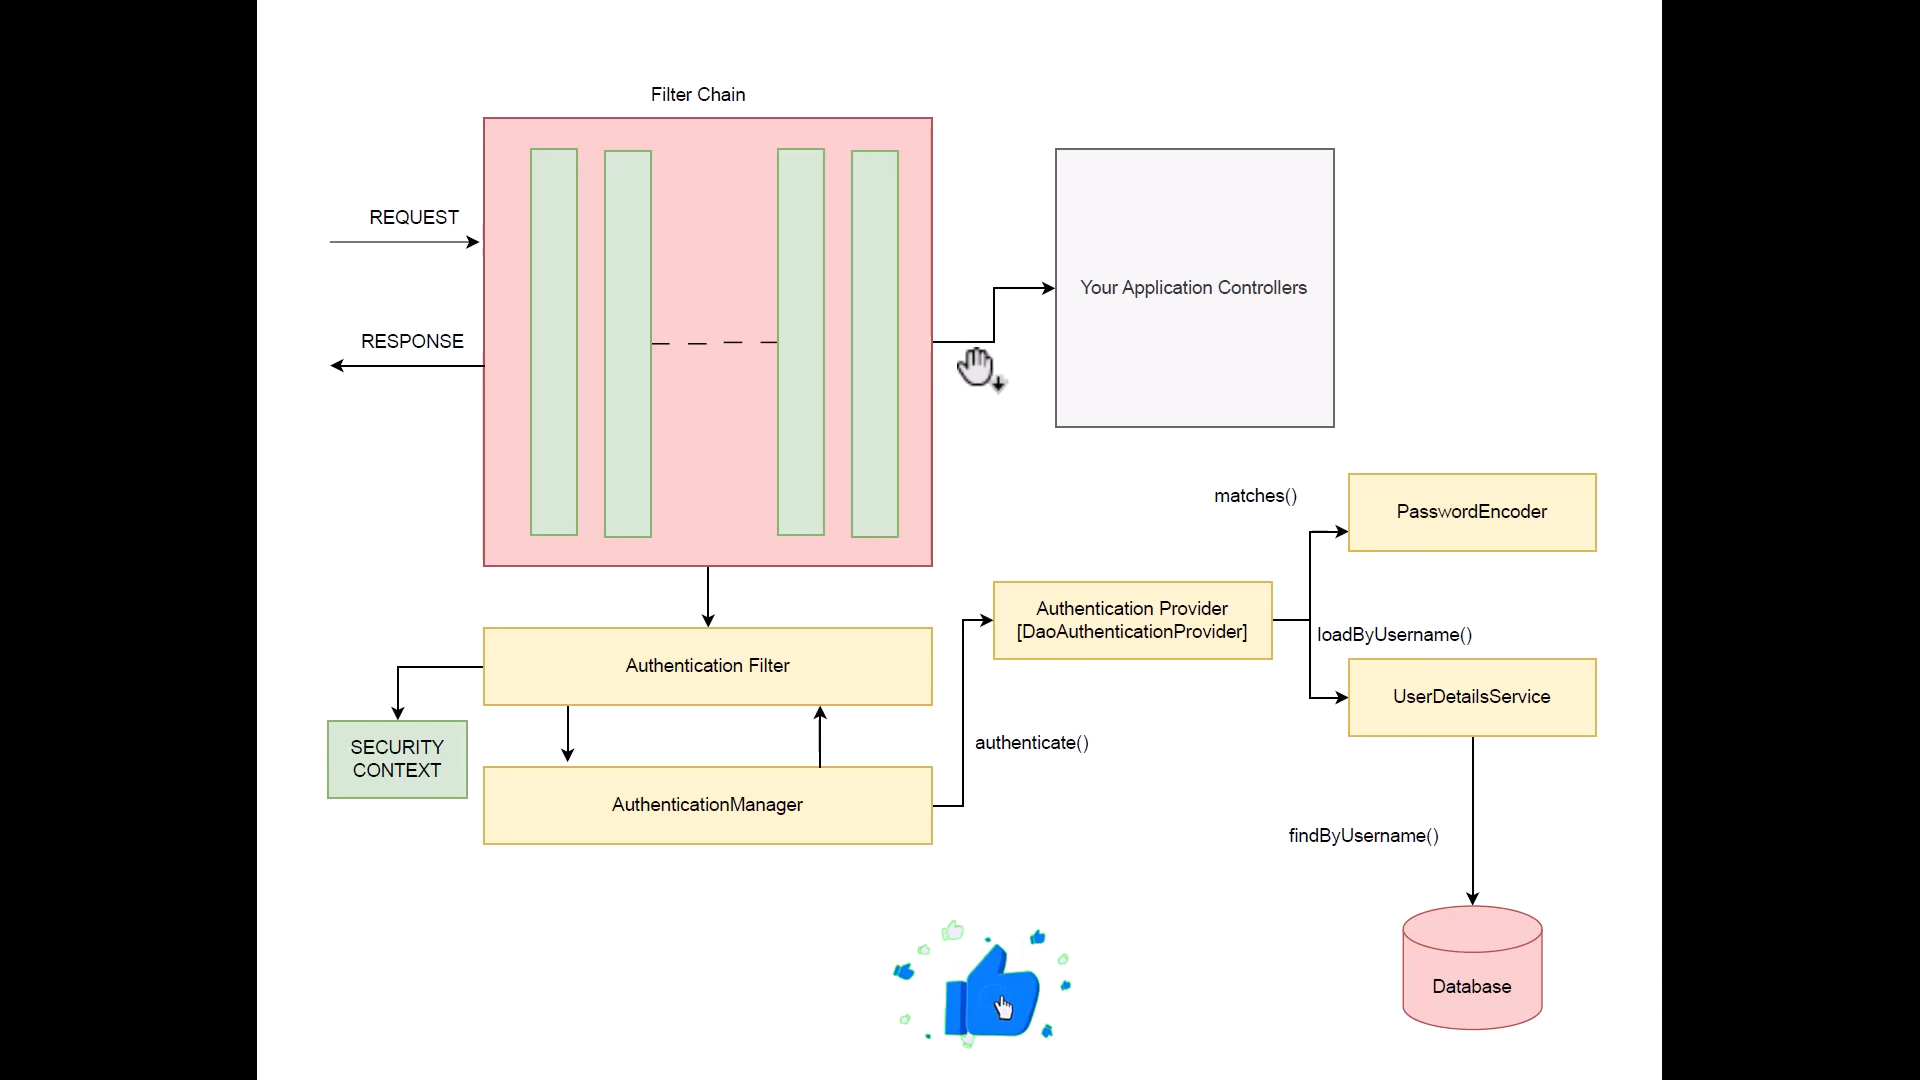 Filter Chain
REQUEST
RESPONSE
Your Application Controllers
matches()
PasswordEncoder
Authentication Provider
[DaoAuthenticationProvider]
loadByUsername()
Authentication Filter
UserDetailsService
SECURITY
CONTEXT
authenticate()
AuthenticationManager
findByUsername()
Database